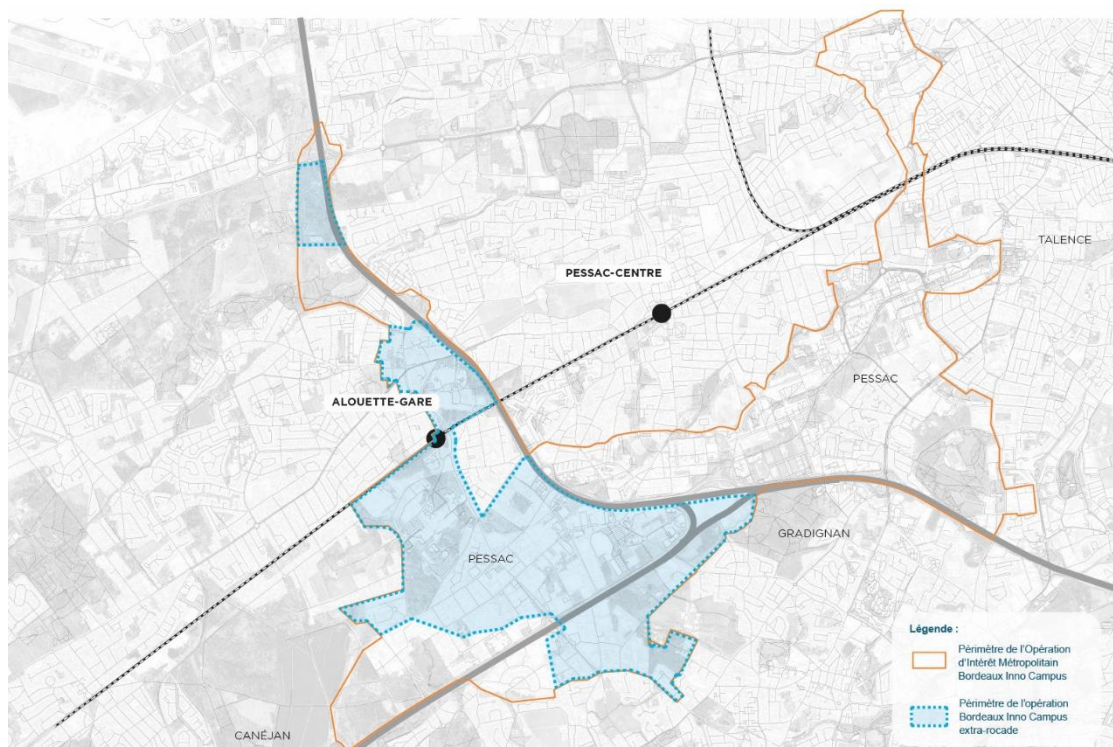 PESSAC-CENTRE
TALENCE
PESSAC
ALOUETTE-GARE
PESSAC
GRADIGNAN
CANÉJAN
Légende :
Périmètre de l'Opération
d'Intérêt Métropolitain
Bordeaux Inno Campus
Périmètre de l'opération
Bordeaux Inno Campus
extra-rocade